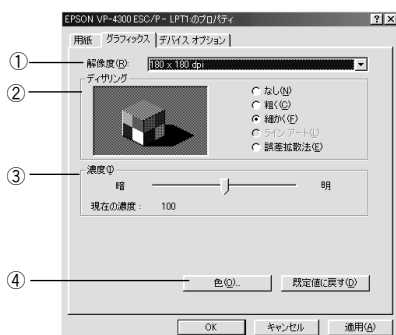 EPSON VP-4300 ESC/P - LPT1:のプロパティ
用紙 グラフィックス デバイス オプション
① 解像度(R): 180 x 180 dpi
② ディザリング
なし(N)
粗く(C)
細かく(F)
ライン アート(L)
誤差拡散法(E)
③ 濃度(I)
暗 明
現在の濃度: 100
④ 色(O)... 既定値に戻す(D)
OK キャンセル 適用(A)